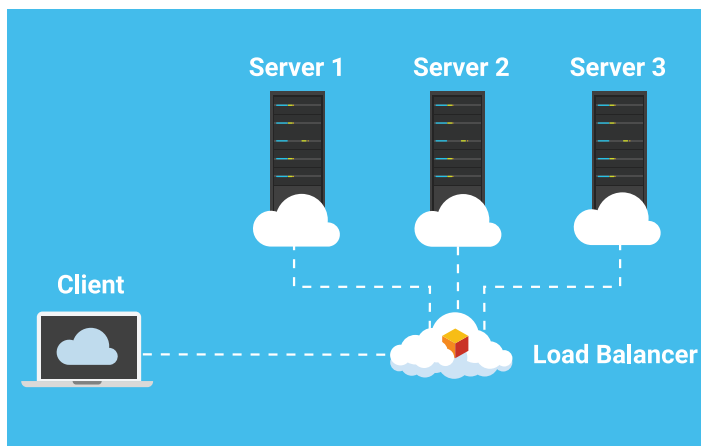 Server 1
Server 2
Server 3
Client
Load Balancer